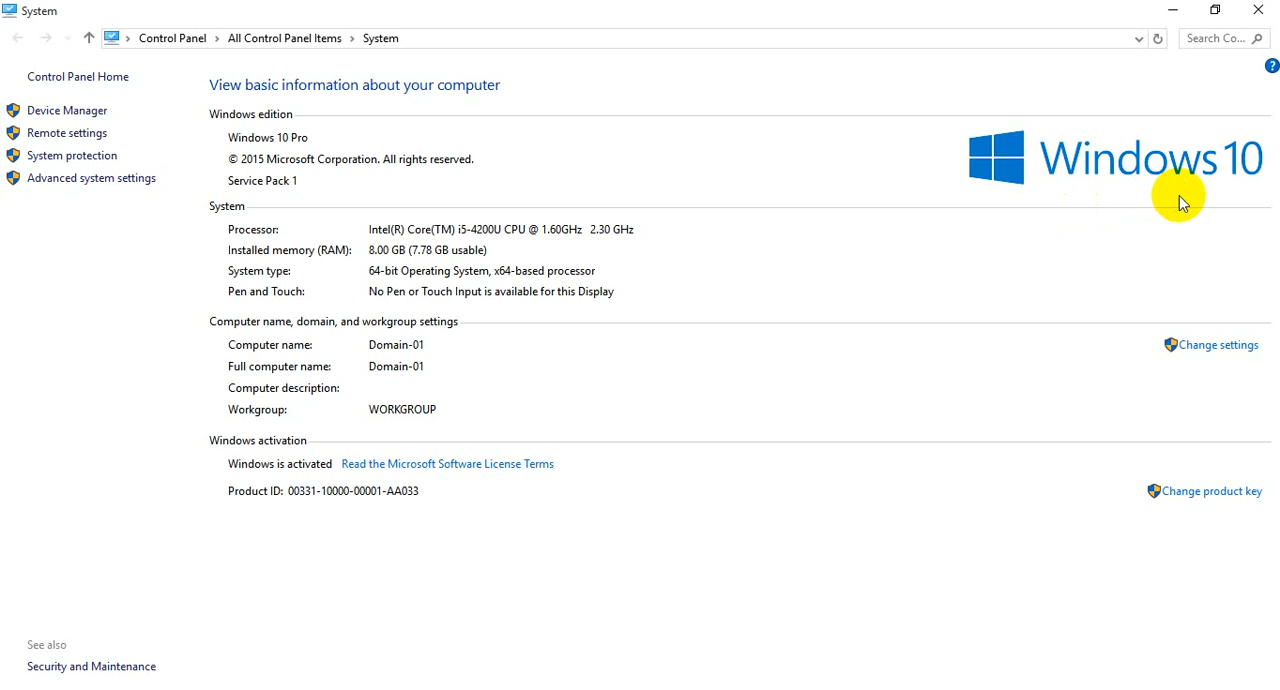 System
Control Panel › All Control Panel Items › System
Search Co...
Control Panel Home
Device Manager
Remote settings
System protection
Advanced system settings
View basic information about your computer
Windows edition
Windows 10 Pro
© 2015 Microsoft Corporation. All rights reserved.
Service Pack 1
Windows 10
System
Processor: Intel(R) Core(TM) i5-4200U CPU @ 1.60GHz 2.30 GHz
Installed memory (RAM): 8.00 GB (7.78 GB usable)
System type: 64-bit Operating System, x64-based processor
Pen and Touch: No Pen or Touch Input is available for this Display
Computer name, domain, and workgroup settings
Computer name: Domain-01
Change settings
Full computer name: Domain-01
Computer description:
Workgroup: WORKGROUP
Windows activation
Windows is activated Read the Microsoft Software License Terms
Product ID: 00331-10000-00001-AA033
Change product key
See also
Security and Maintenance